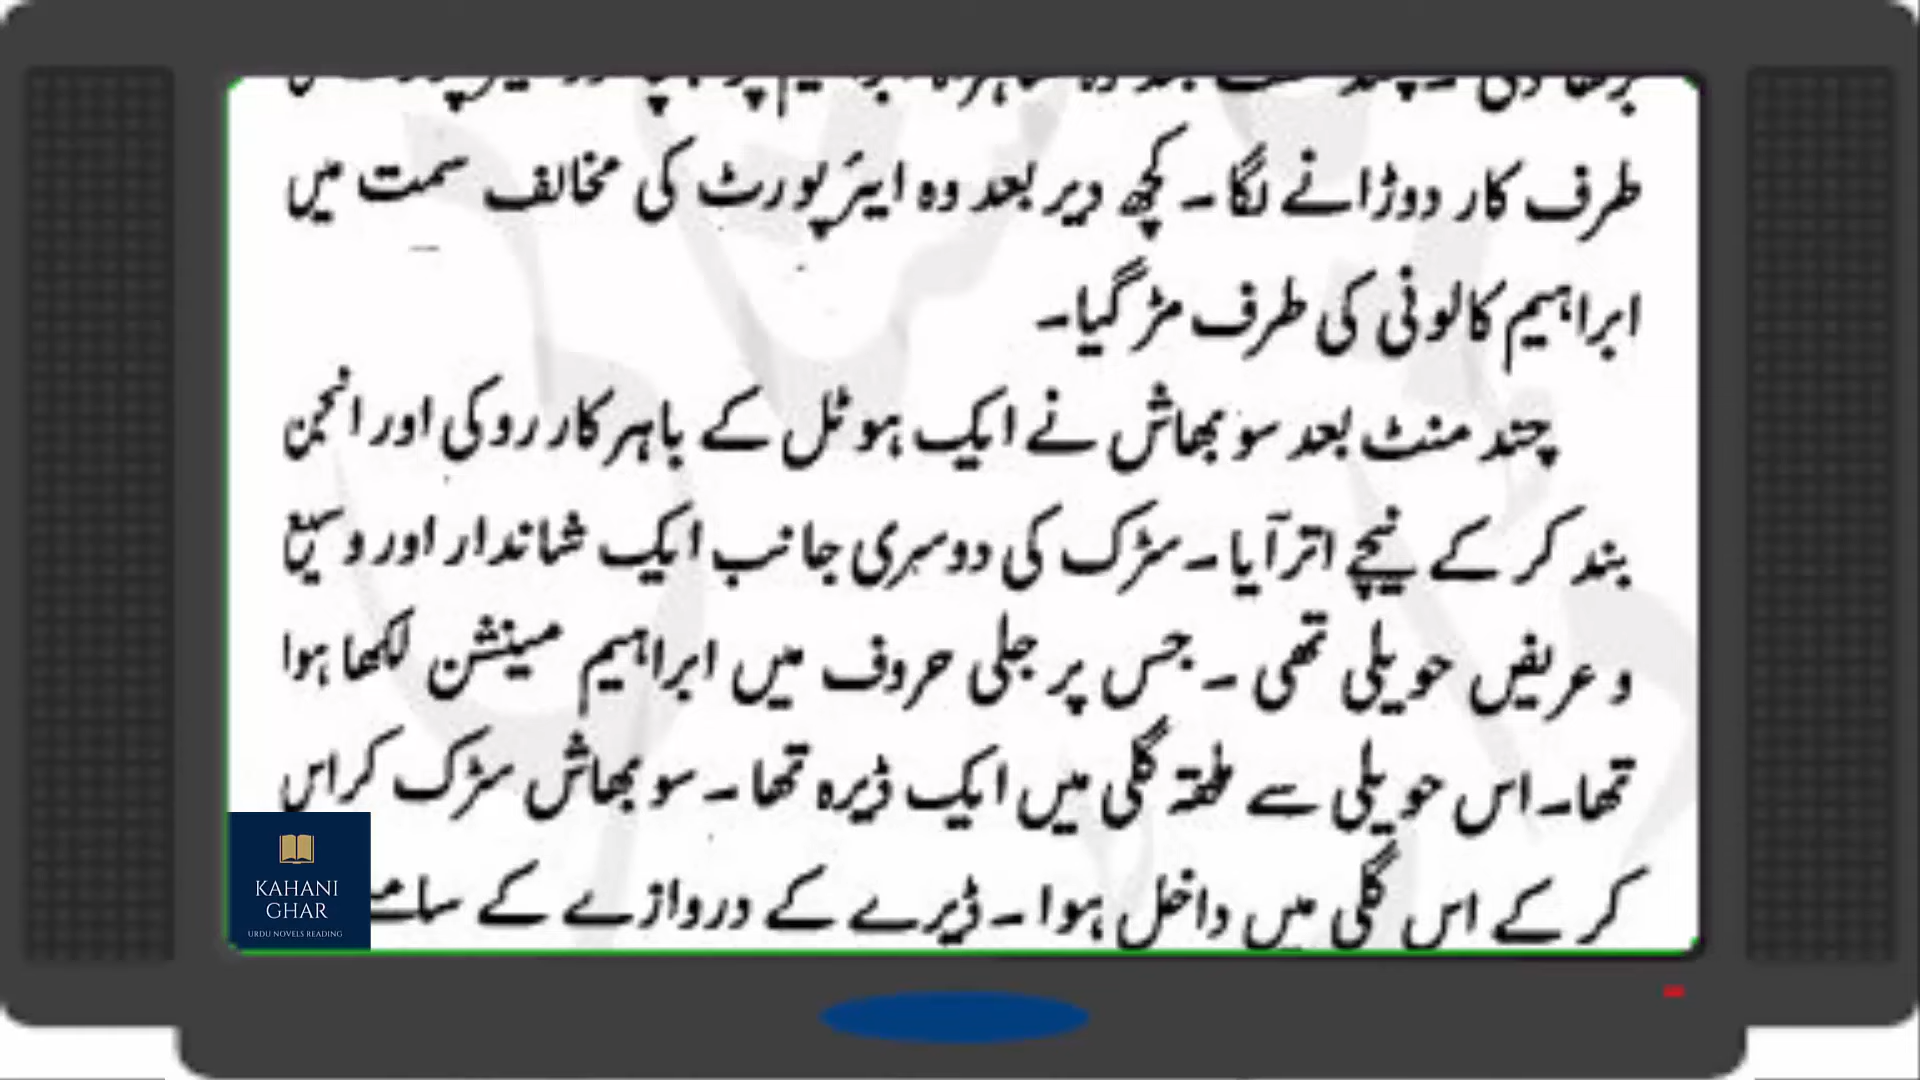 طرف کار دوڑانے لگا۔ کچھ دیر بعد وہ ایئرپورٹ کی مخالف سمت میں
ابراہیم کالونی کی طرف مڑ گیا۔
چند منٹ بعد سوبھاش نے ایک ہوٹل کے باہر کار روکی اور انجن
بند کر کے نیچے اتر آیا۔ سڑک کی دوسری جانب ایک شاندار اور وسیع
و عریض حویلی تھی ۔ جس پر جلی حروف میں ابراہیم مینشن لکھا ہوا
تھا۔ اس حویلی سے ملحقہ گلی میں ایک ڈیرہ تھا۔ سوبھاش سڑک کراس
کر کے اس گلی میں داخل ہوا ۔ ڈیرے کے دروازے کے سامنے
KAHANI
GHAR
URDU NOVELS READING